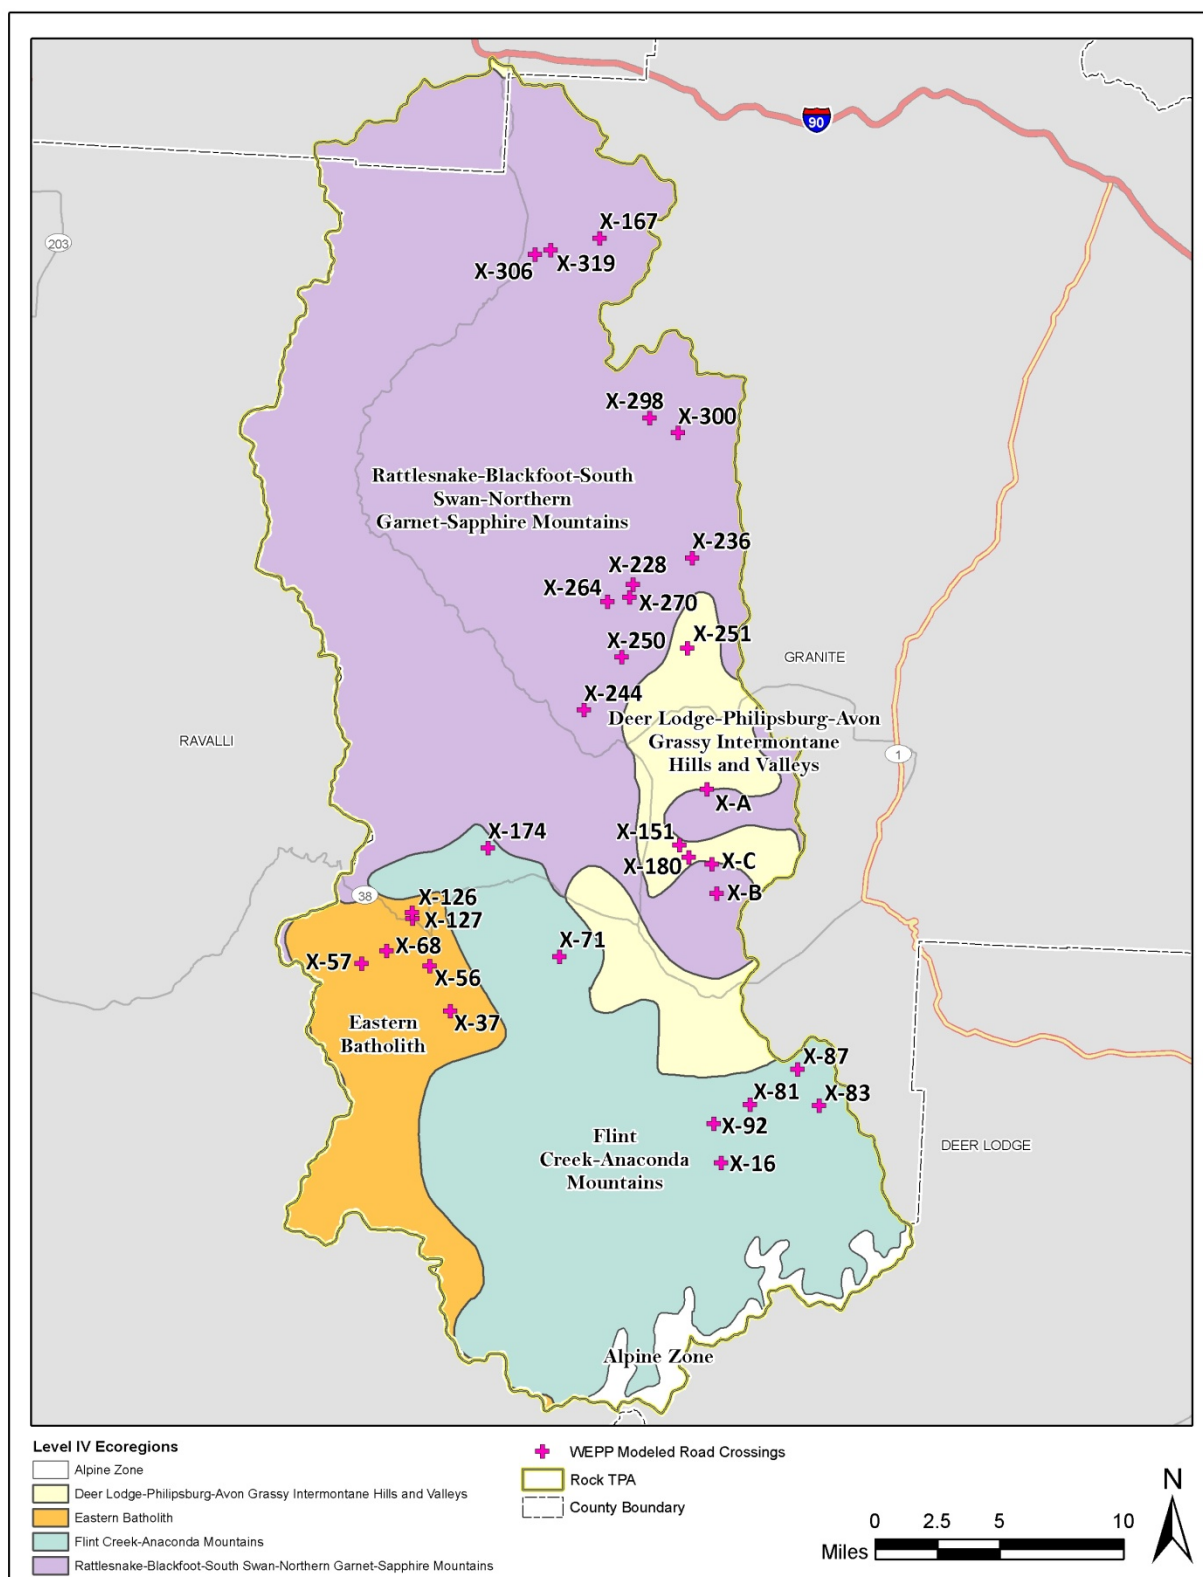 90
203
X-167
X-306
X-319
X-298
X-300
Rattlesnake-Blackfoot-South
Swan-Northern
Garnet-Sapphire Mountains
X-236
X-228
X-264
X-270
X-251
X-250
GRANITE
X-244
Deer Lodge-Philipsburg-Avon
Grassy Intermontane
Hills and Valleys
RAVALLI
1
X-A
X-174
X-151
X-180
X-C
X-B
38
X-126
X-127
X-68
X-57
X-56
X-71
X-37
Eastern
Batholith
X-87
X-81
X-83
X-92
Flint
Creek-Anaconda
Mountains
X-16
DEER LODGE
Alpine Zone
Level IV Ecoregions
Alpine Zone
Deer Lodge-Philipsburg-Avon Grassy Intermontane Hills and Valleys
Eastern Batholith
Flint Creek-Anaconda Mountains
Rattlesnake-Blackfoot-South Swan-Northern Garnet-Sapphire Mountains
WEPP Modeled Road Crossings
Rock TPA
County Boundary
N
0 2.5 5 10
Miles